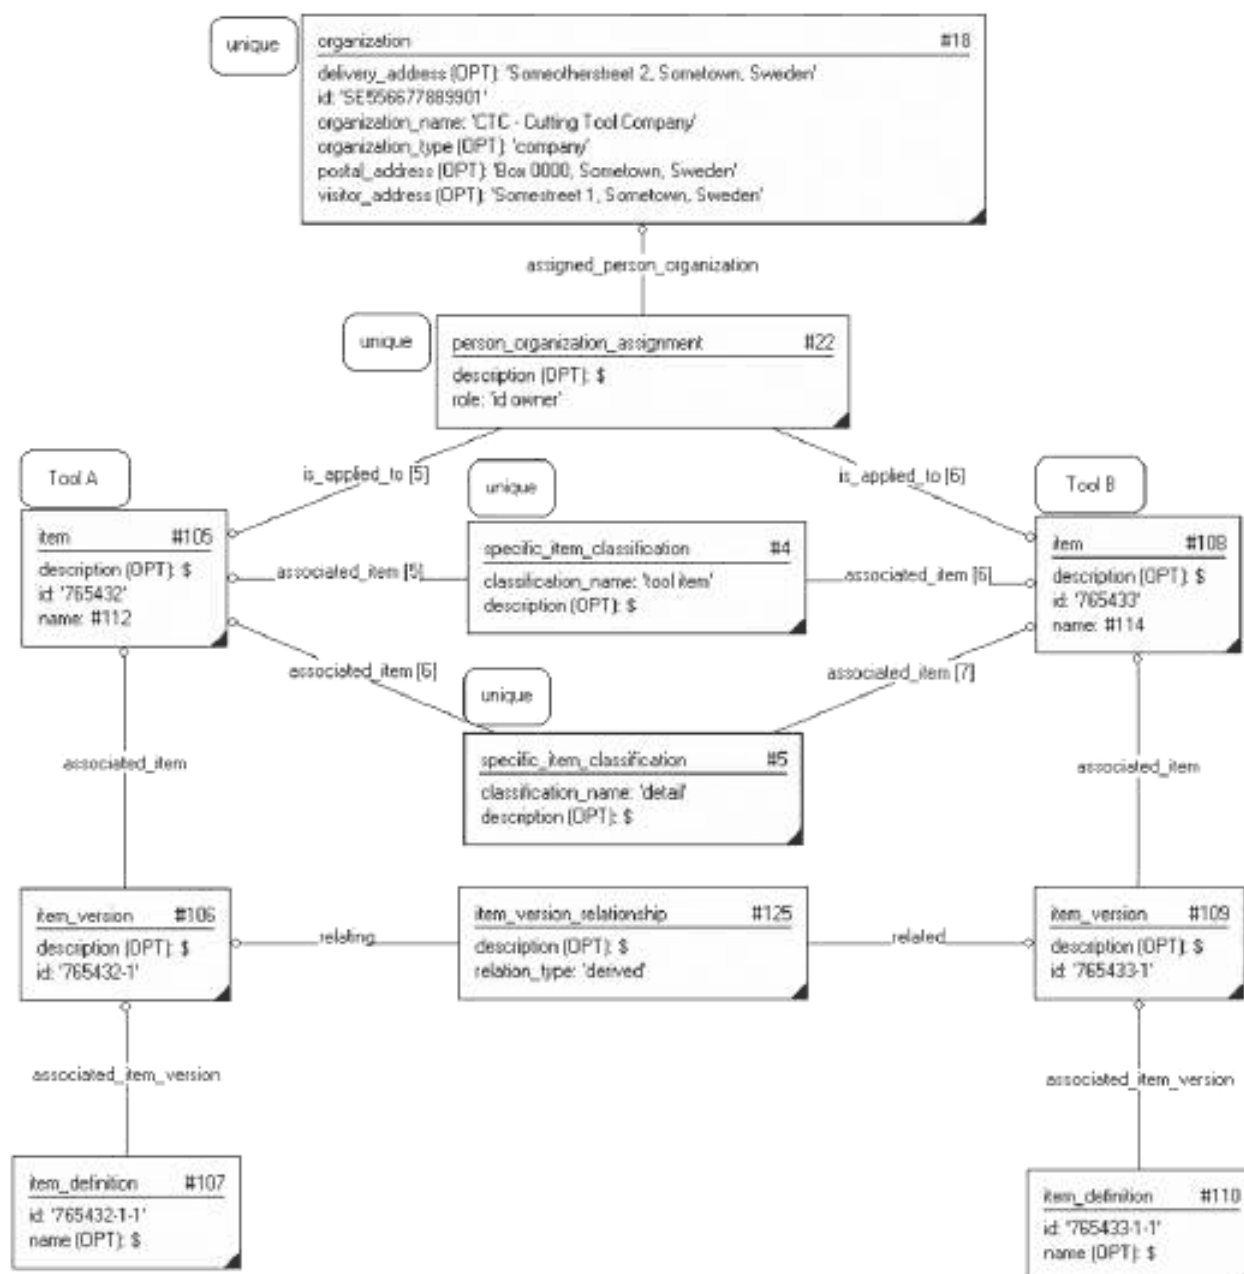 unique
organization #18
delivery_address (OPT): 'Someotherstreet 2, Sometown, Sweden'
id: 'SE556677889901'
organization_name: 'CTC - Cutting Tool Company'
organization_type (OPT): 'company'
postal_address (OPT): 'Box 0000, Sometown, Sweden'
visitor_address (OPT): 'Somestreet 1, Sometown, Sweden'
assigned_person_organization
unique
person_organization_assignment #22
description (OPT): $
role: 'id owner'
is_applied_to [5]
is_applied_to [6]
Tool A
item #105
description (OPT): $
id: '765432'
name: #112
unique
specific_item_classification #4
classification_name: 'tool item'
description (OPT): $
associated_item [5]
associated_item [6]
Tool B
item #108
description (OPT): $
id: '765433'
name: #114
associated_item [6]
associated_item [7]
unique
specific_item_classification #5
classification_name: 'detail'
description (OPT): $
associated_item
associated_item
item_version #106
description (OPT): $
id: '765432-1'
relating
item_version_relationship #125
description (OPT): $
relation_type: 'derived'
related
item_version #109
description (OPT): $
id: '765433-1'
associated_item_version
associated_item_version
item_definition #107
id: '765432-1-1'
name (OPT): $
item_definition #110
id: '765433-1-1'
name (OPT): $